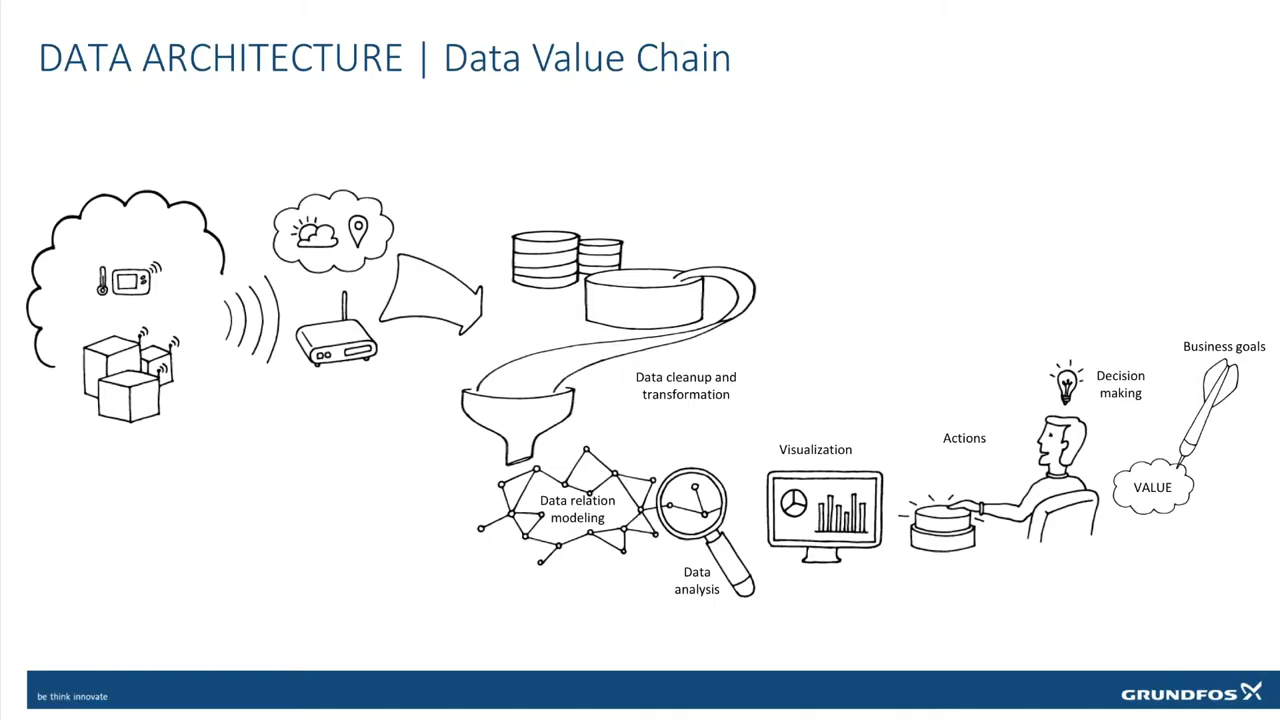 DATA ARCHITECTURE | Data Value Chain
Business goals
Decision
making
Data cleanup and
transformation
Actions
Visualization
VALUE
Data relation
modeling
Data
analysis
be think innovate
GRUNDFOS